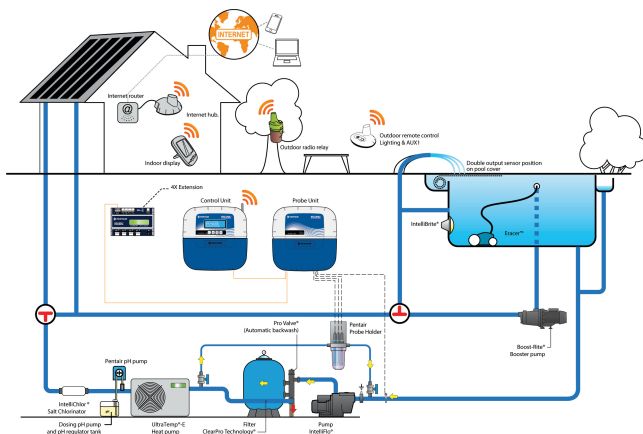 INTERNET
Internet router
@
Internet hub.
Indoor display
Outdoor radio relay
Outdoor remote control
Lighting & AUX1
Double output sensor position
on pool cover
4X Extension
Control Unit
Probe Unit
IntelliBrite®
Eracer™
Pro Valve®
(Automatic backwash)
Pentair
Probe Holder
Boost-Rite®
Booster pump
Pentair pH pump
IntelliChlor®
Salt Chlorinator
Dosing pH pump
and pH regulator tank
UltraTemp®-E
Heat pump
Filter
ClearPro Technology®
Pump
IntelliFlo®